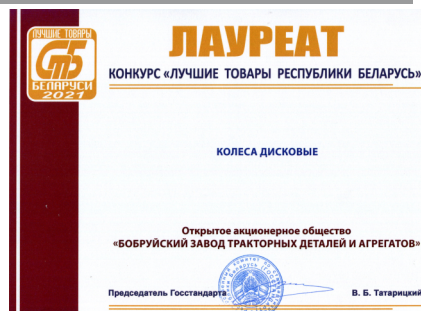 ЛУЧШИЕ ТОВАРЫ
СТБ
БЕЛАРУСИ
2021
ЛАУРЕАТ
КОНКУРС «ЛУЧШИЕ ТОВАРЫ РЕСПУБЛИКИ БЕЛАРУСЬ»
КОЛЕСА ДИСКОВЫЕ
Открытое акционерное общество
«БОБРУЙСКИЙ ЗАВОД ТРАКТОРНЫХ ДЕТАЛЕЙ И АГРЕГАТОВ»
Председатель Госстандарта
В. Б. Татарицкий